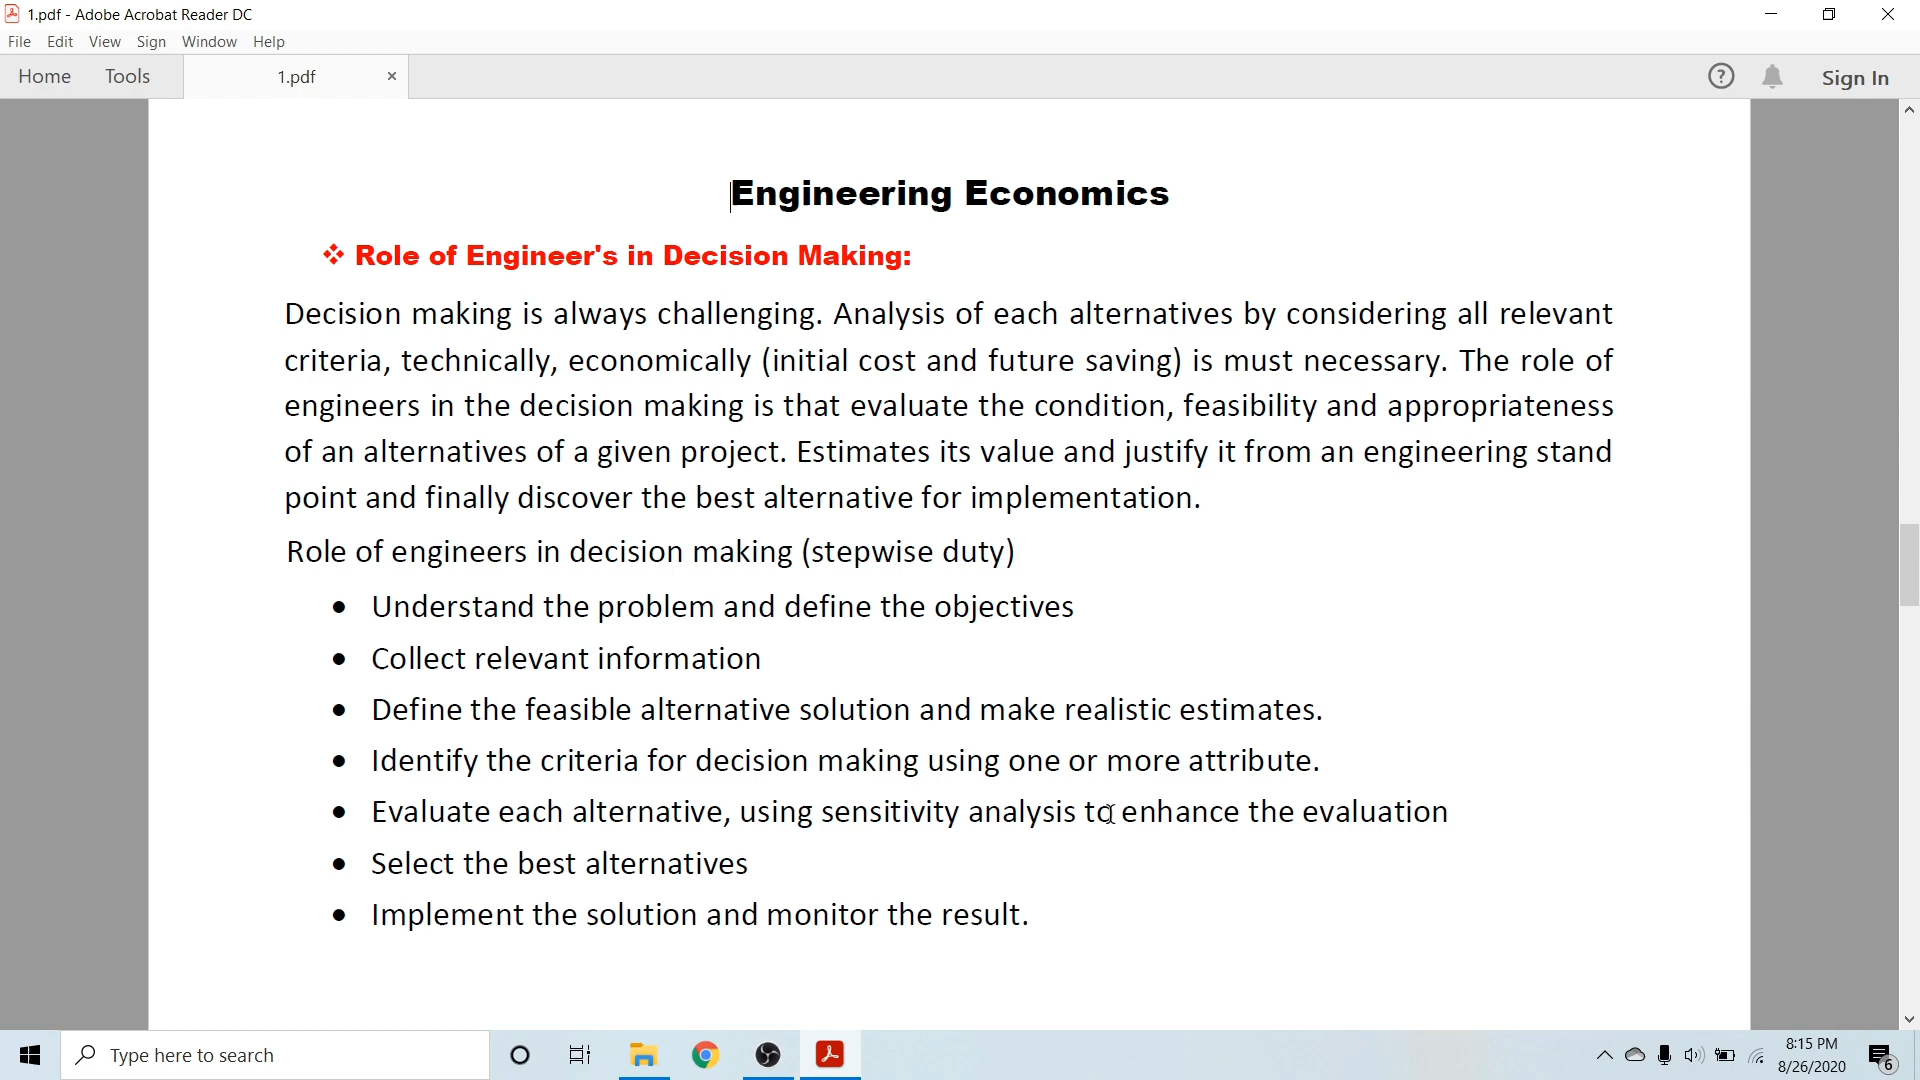 1.pdf - Adobe Acrobat Reader DC
File Edit View Sign Window Help
Home Tools 1.pdf × ? Sign In
Engineering Economics
❖ Role of Engineer's in Decision Making:
Decision making is always challenging. Analysis of each alternatives by considering all relevant
criteria, technically, economically (initial cost and future saving) is must necessary. The role of
engineers in the decision making is that evaluate the condition, feasibility and appropriateness
of an alternatives of a given project. Estimates its value and justify it from an engineering stand
point and finally discover the best alternative for implementation.
Role of engineers in decision making (stepwise duty)
• Understand the problem and define the objectives
• Collect relevant information
• Define the feasible alternative solution and make realistic estimates.
• Identify the criteria for decision making using one or more attribute.
• Evaluate each alternative, using sensitivity analysis to enhance the evaluation
• Select the best alternatives
• Implement the solution and monitor the result.
Type here to search
8:15 PM
8/26/2020
6